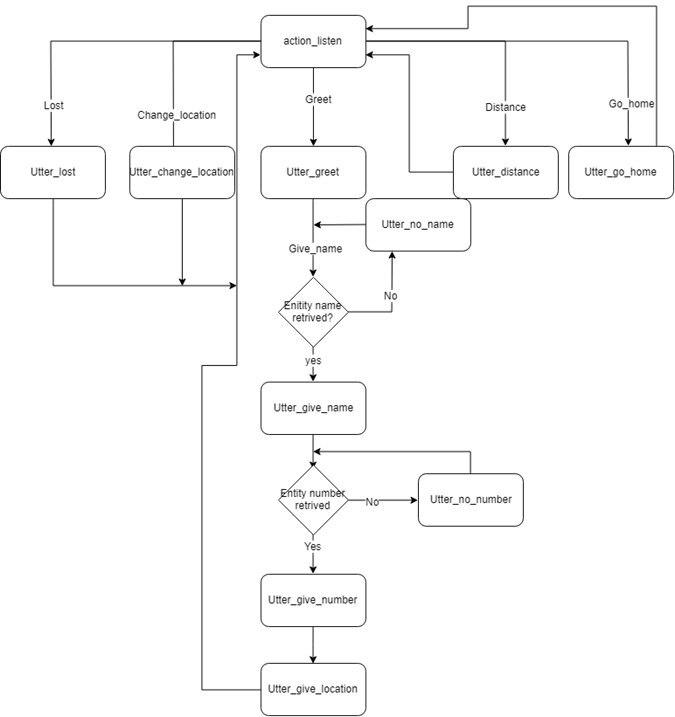 action_listen
Lost
Change_location
Greet
Distance
Go_home
Utter_lost
Utter_change_location
Utter_greet
Utter_distance
Utter_go_home
Utter_no_name
Give_name
No
Enitity name
retrived?
yes
Utter_give_name
Entity number
retrived
No
Utter_no_number
Yes
Utter_give_number
Utter_give_location